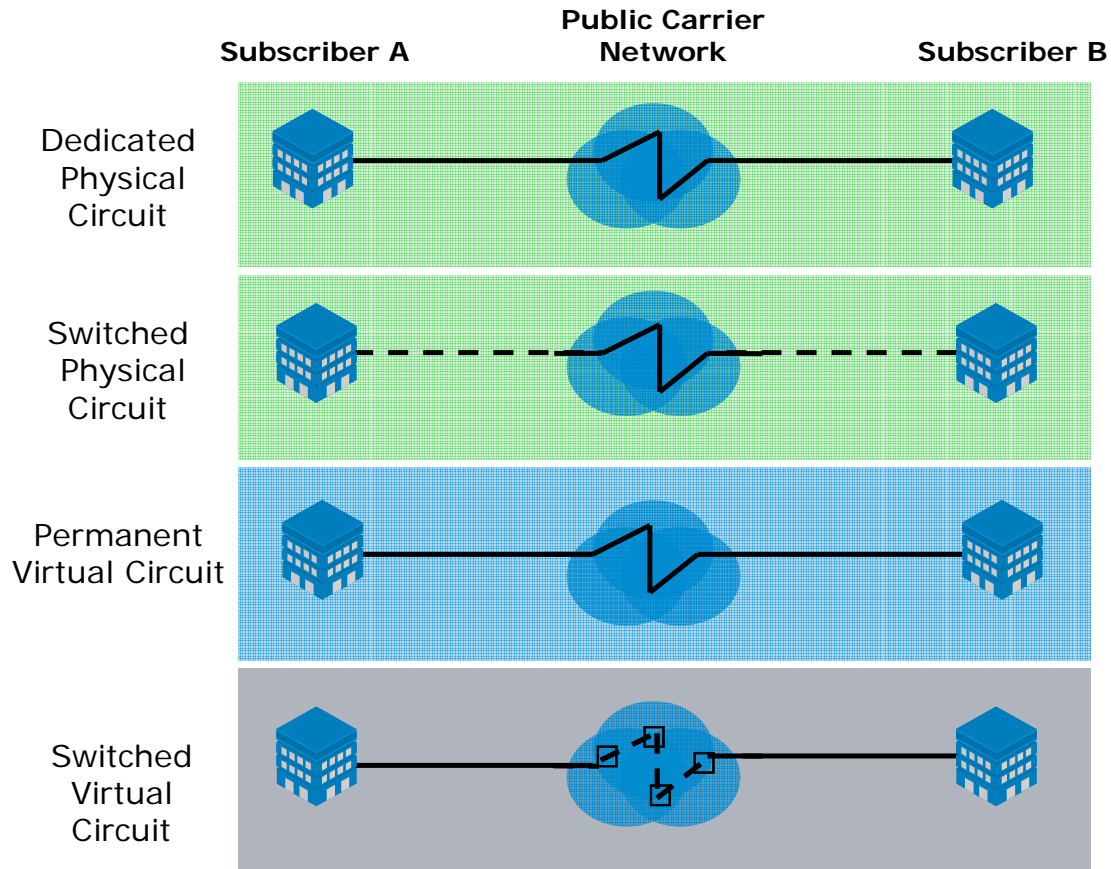 Public Carrier
Subscriber A Network Subscriber B
Dedicated
Physical
Circuit
Switched
Physical
Circuit
Permanent
Virtual Circuit
Switched
Virtual
Circuit